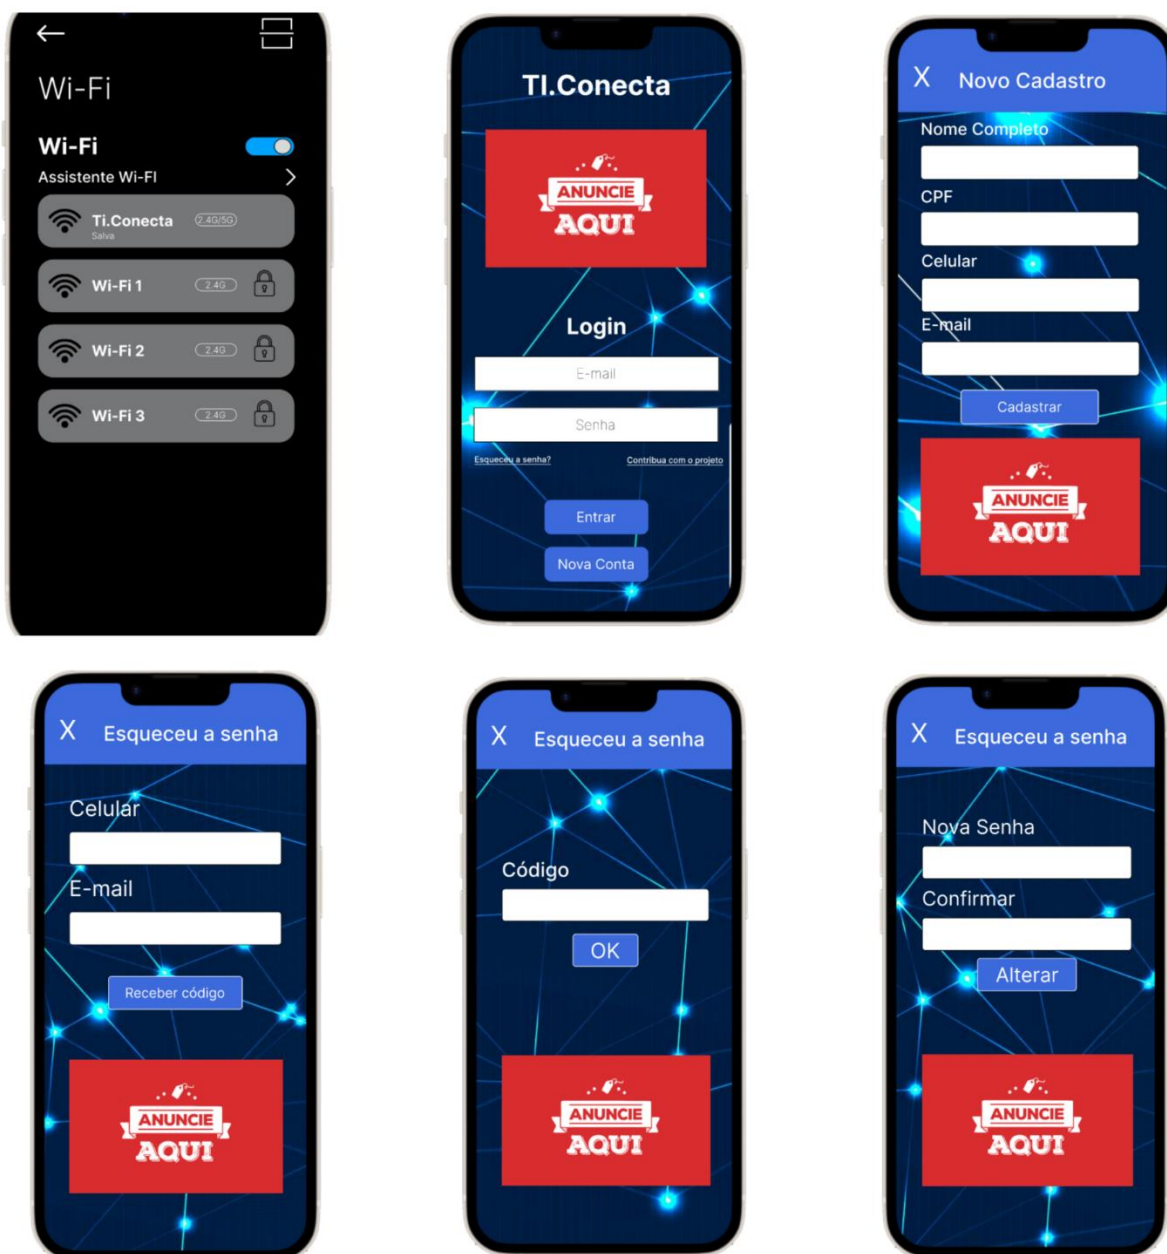 Wi-Fi
Wi-Fi
Assistente Wi-FI
Ti.Conecta 2.4G/5G
Salva
Wi-Fi 1 2.4G
Wi-Fi 2 2.4G
Wi-Fi 3 2.4G
TI.Conecta
ANUNCIE
AQUI
Login
E-mail
Senha
Esqueceu a senha? Contribua com o projeto
Entrar
Nova Conta
X Novo Cadastro
Nome Completo
CPF
Celular
E-mail
Cadastrar
ANUNCIE
AQUI
X Esqueceu a senha
Celular
E-mail
Receber código
ANUNCIE
AQUI
X Esqueceu a senha
Código
OK
ANUNCIE
AQUI
X Esqueceu a senha
Nova Senha
Confirmar
Alterar
ANUNCIE
AQUI